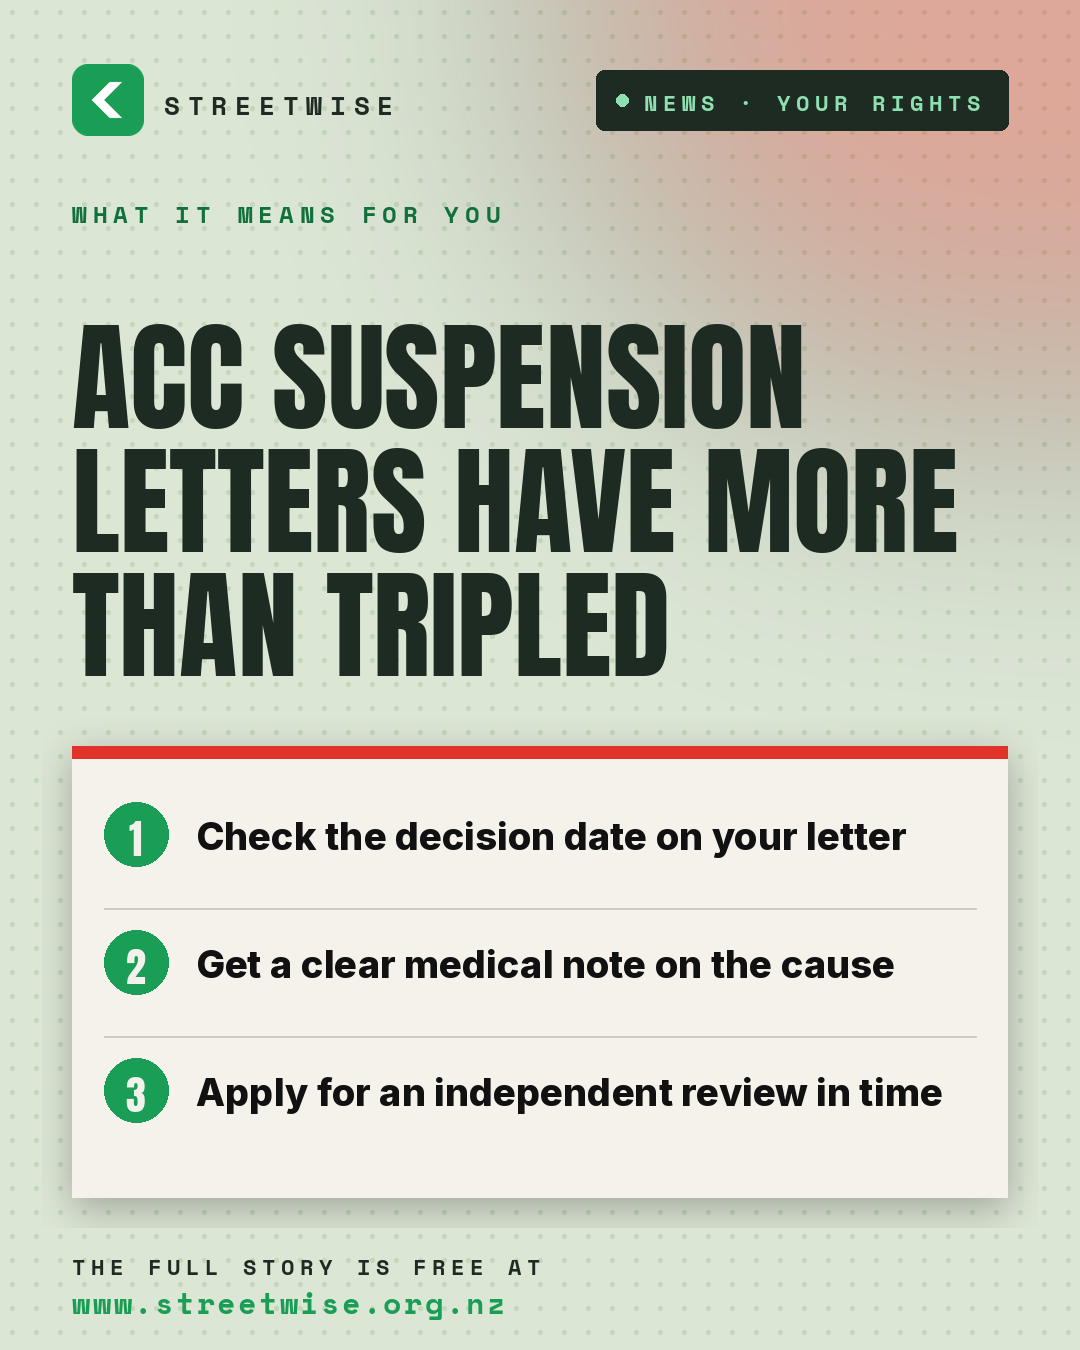 STREETWISE
NEWS · YOUR RIGHTS
WHAT IT MEANS FOR YOU
ACC SUSPENSION
LETTERS HAVE MORE
THAN TRIPLED
1 Check the decision date on your letter
2 Get a clear medical note on the cause
3 Apply for an independent review in time
THE FULL STORY IS FREE AT
www.streetwise.org.nz